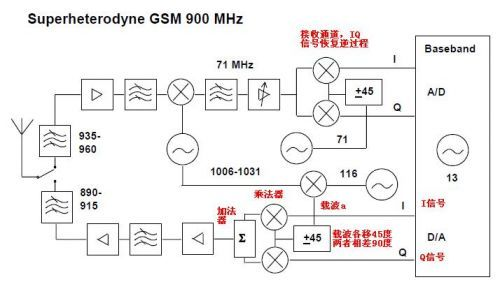 Superheterodyne GSM 900 MHz
接收通道，IQ
信号恢复逆过程
Baseband
71 MHz
I
+45
A/D
Q
935-
960
71
13
1006-1031
116
890-
915
乘法器
加法器
载波a
I
I信号
Σ
±45
载波各移45度
两者相差90度
D/A
Q
Q信号